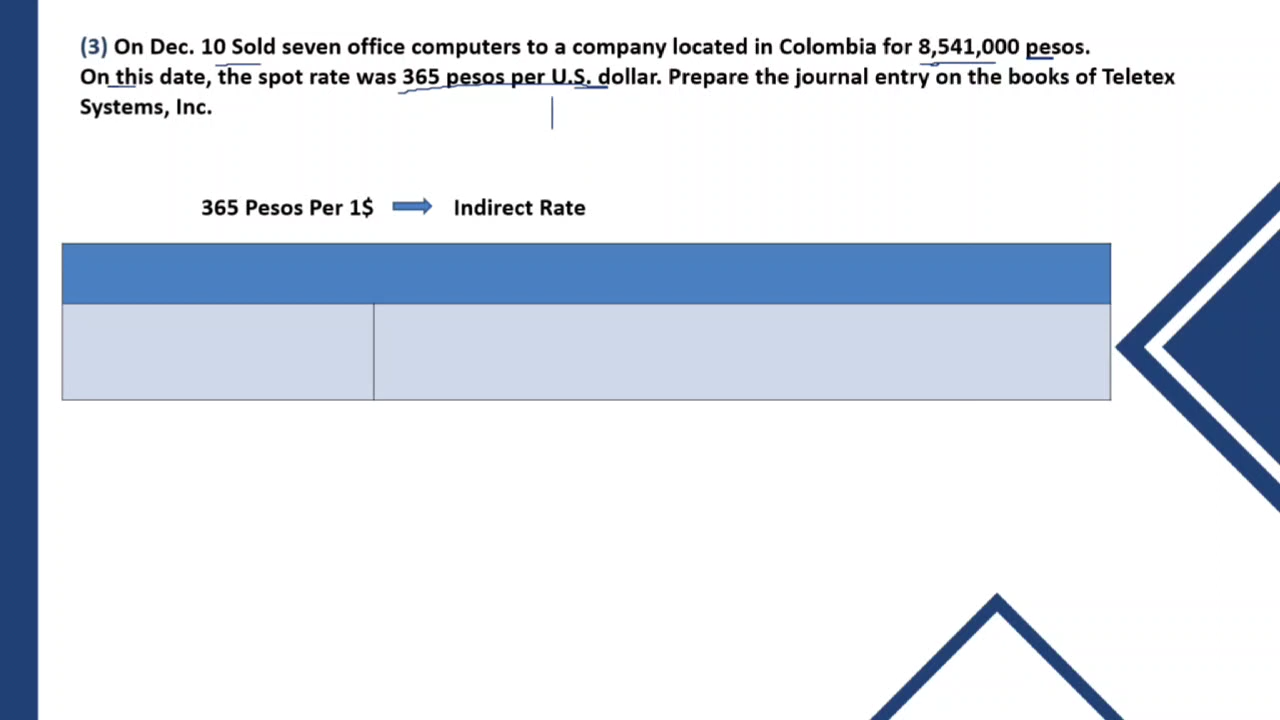 (3) On Dec. 10 Sold seven office computers to a company located in Colombia for 8,541,000 pesos.
On this date, the spot rate was 365 pesos per U.S. dollar. Prepare the journal entry on the books of Teletex
Systems, Inc.
365 Pesos Per 1$ Indirect Rate